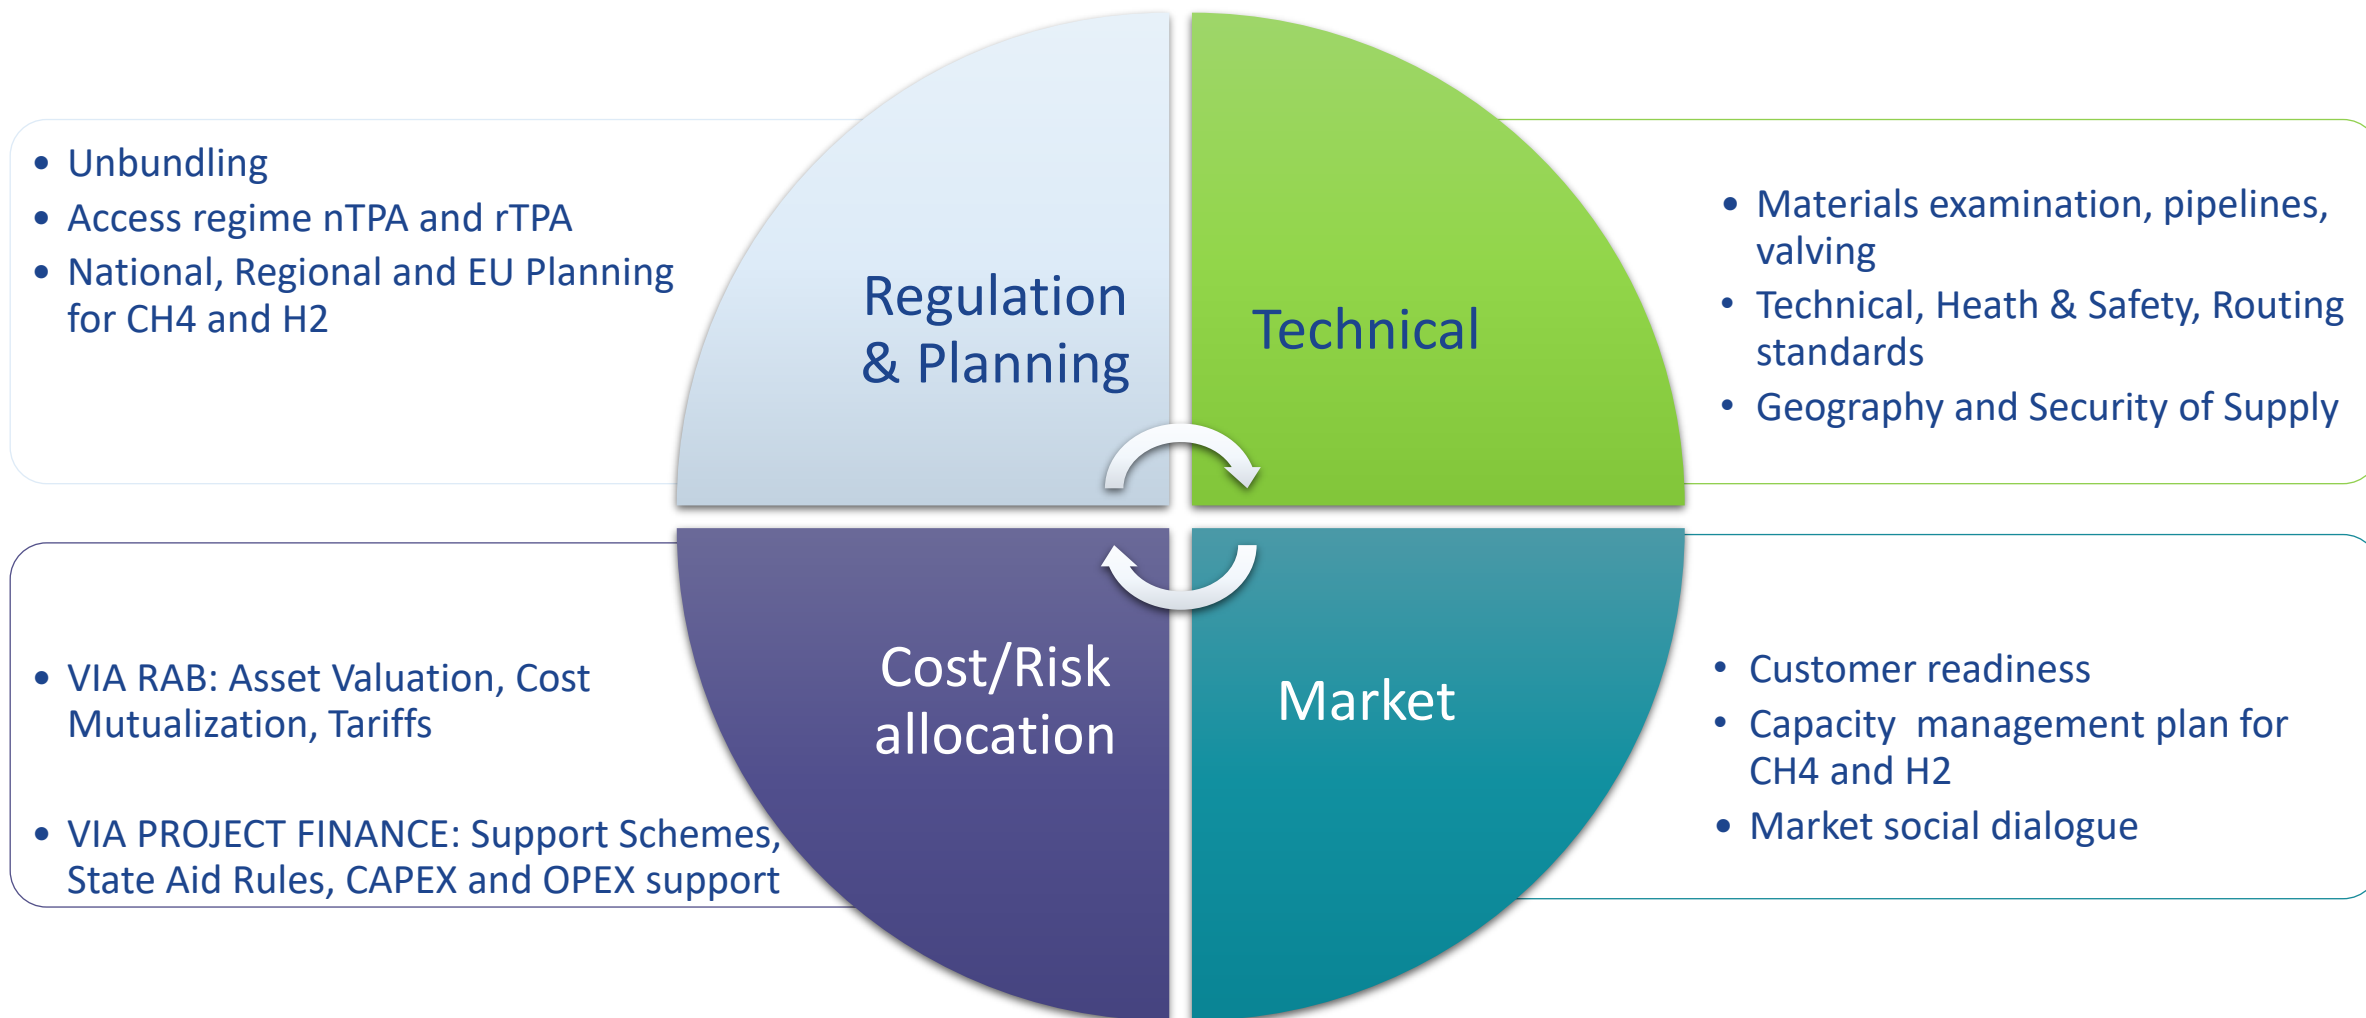 • Unbundling
• Access regime nTPA and rTPA
• National, Regional and EU Planning
for CH4 and H2
Regulation
& Planning
Technical
• Materials examination, pipelines,
valving
• Technical, Heath & Safety, Routing
standards
• Geography and Security of Supply
• VIA RAB: Asset Valuation, Cost
Mutualization, Tariffs
• VIA PROJECT FINANCE: Support Schemes,
State Aid Rules, CAPEX and OPEX support
Cost/Risk
allocation
Market
• Customer readiness
• Capacity  management plan for
CH4 and H2
• Market social dialogue